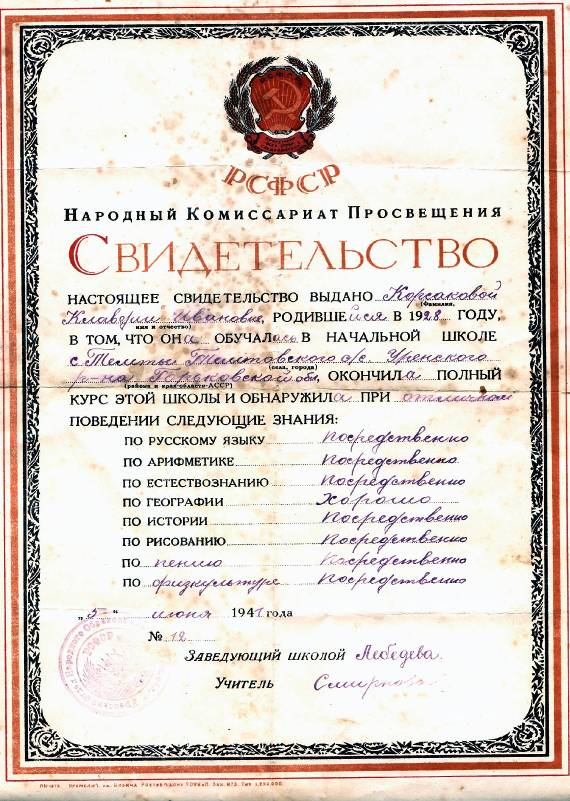 РСФСР
НАРОДНЫЙ КОМИССАРИАТ ПРОСВЕЩЕНИЯ
СВИДЕТЕЛЬСТВО
НАСТОЯЩЕЕ СВИДЕТЕЛЬСТВО ВЫДАНО Корсаковой
(Фамилия,
Клавдии Ивановне, РОДИВШЕЙСЯ В 1928 ГОДУ,
имя и отчество)
В ТОМ, ЧТО ОНА ОБУЧАЛАСЬ В НАЧАЛЬНОЙ ШКОЛЕ
с Темты Темтовского с/с. Уренского
(села, города)
р-на Горьковской обл, ОКОНЧИЛА ПОЛНЫЙ
(района и края-области-АССР)
КУРС ЭТОЙ ШКОЛЫ И ОБНАРУЖИЛА ПРИ отличном
ПОВЕДЕНИИ СЛЕДУЮЩИЕ ЗНАНИЯ:
ПО РУССКОМУ ЯЗЫКУ Посредственно
ПО АРИФМЕТИКЕ Посредственно
ПО ЕСТЕСТВОЗНАНИЮ Посредственно
ПО ГЕОГРАФИИ Хорошо
ПО ИСТОРИИ Посредственно
ПО РИСОВАНИЮ Посредственно
ПО пению Посредственно
ПО физкультуре Посредственно
„5“ июня 1941 года
№ 12
ЗАВЕДУЮЩИЙ ШКОЛОЙ Лебедева.
УЧИТЕЛЬ Смирнова